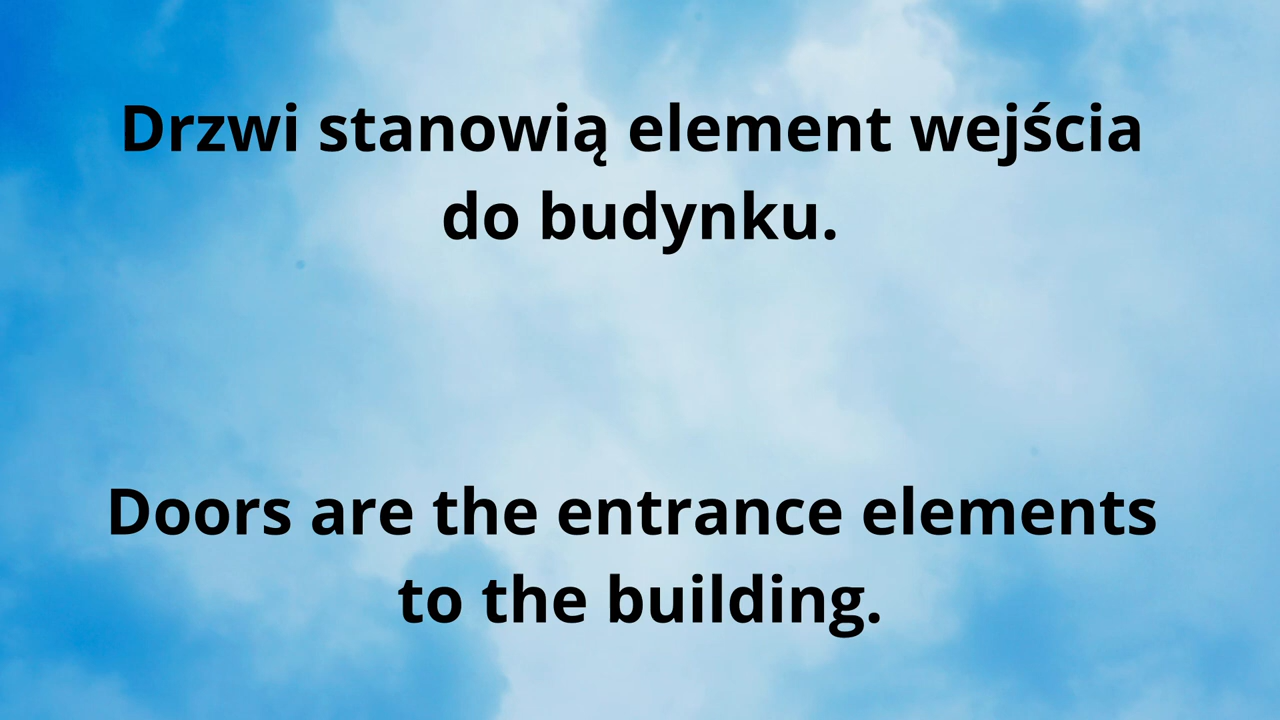 Drzwi stanowią element wejścia
do budynku.
Doors are the entrance elements
to the building.